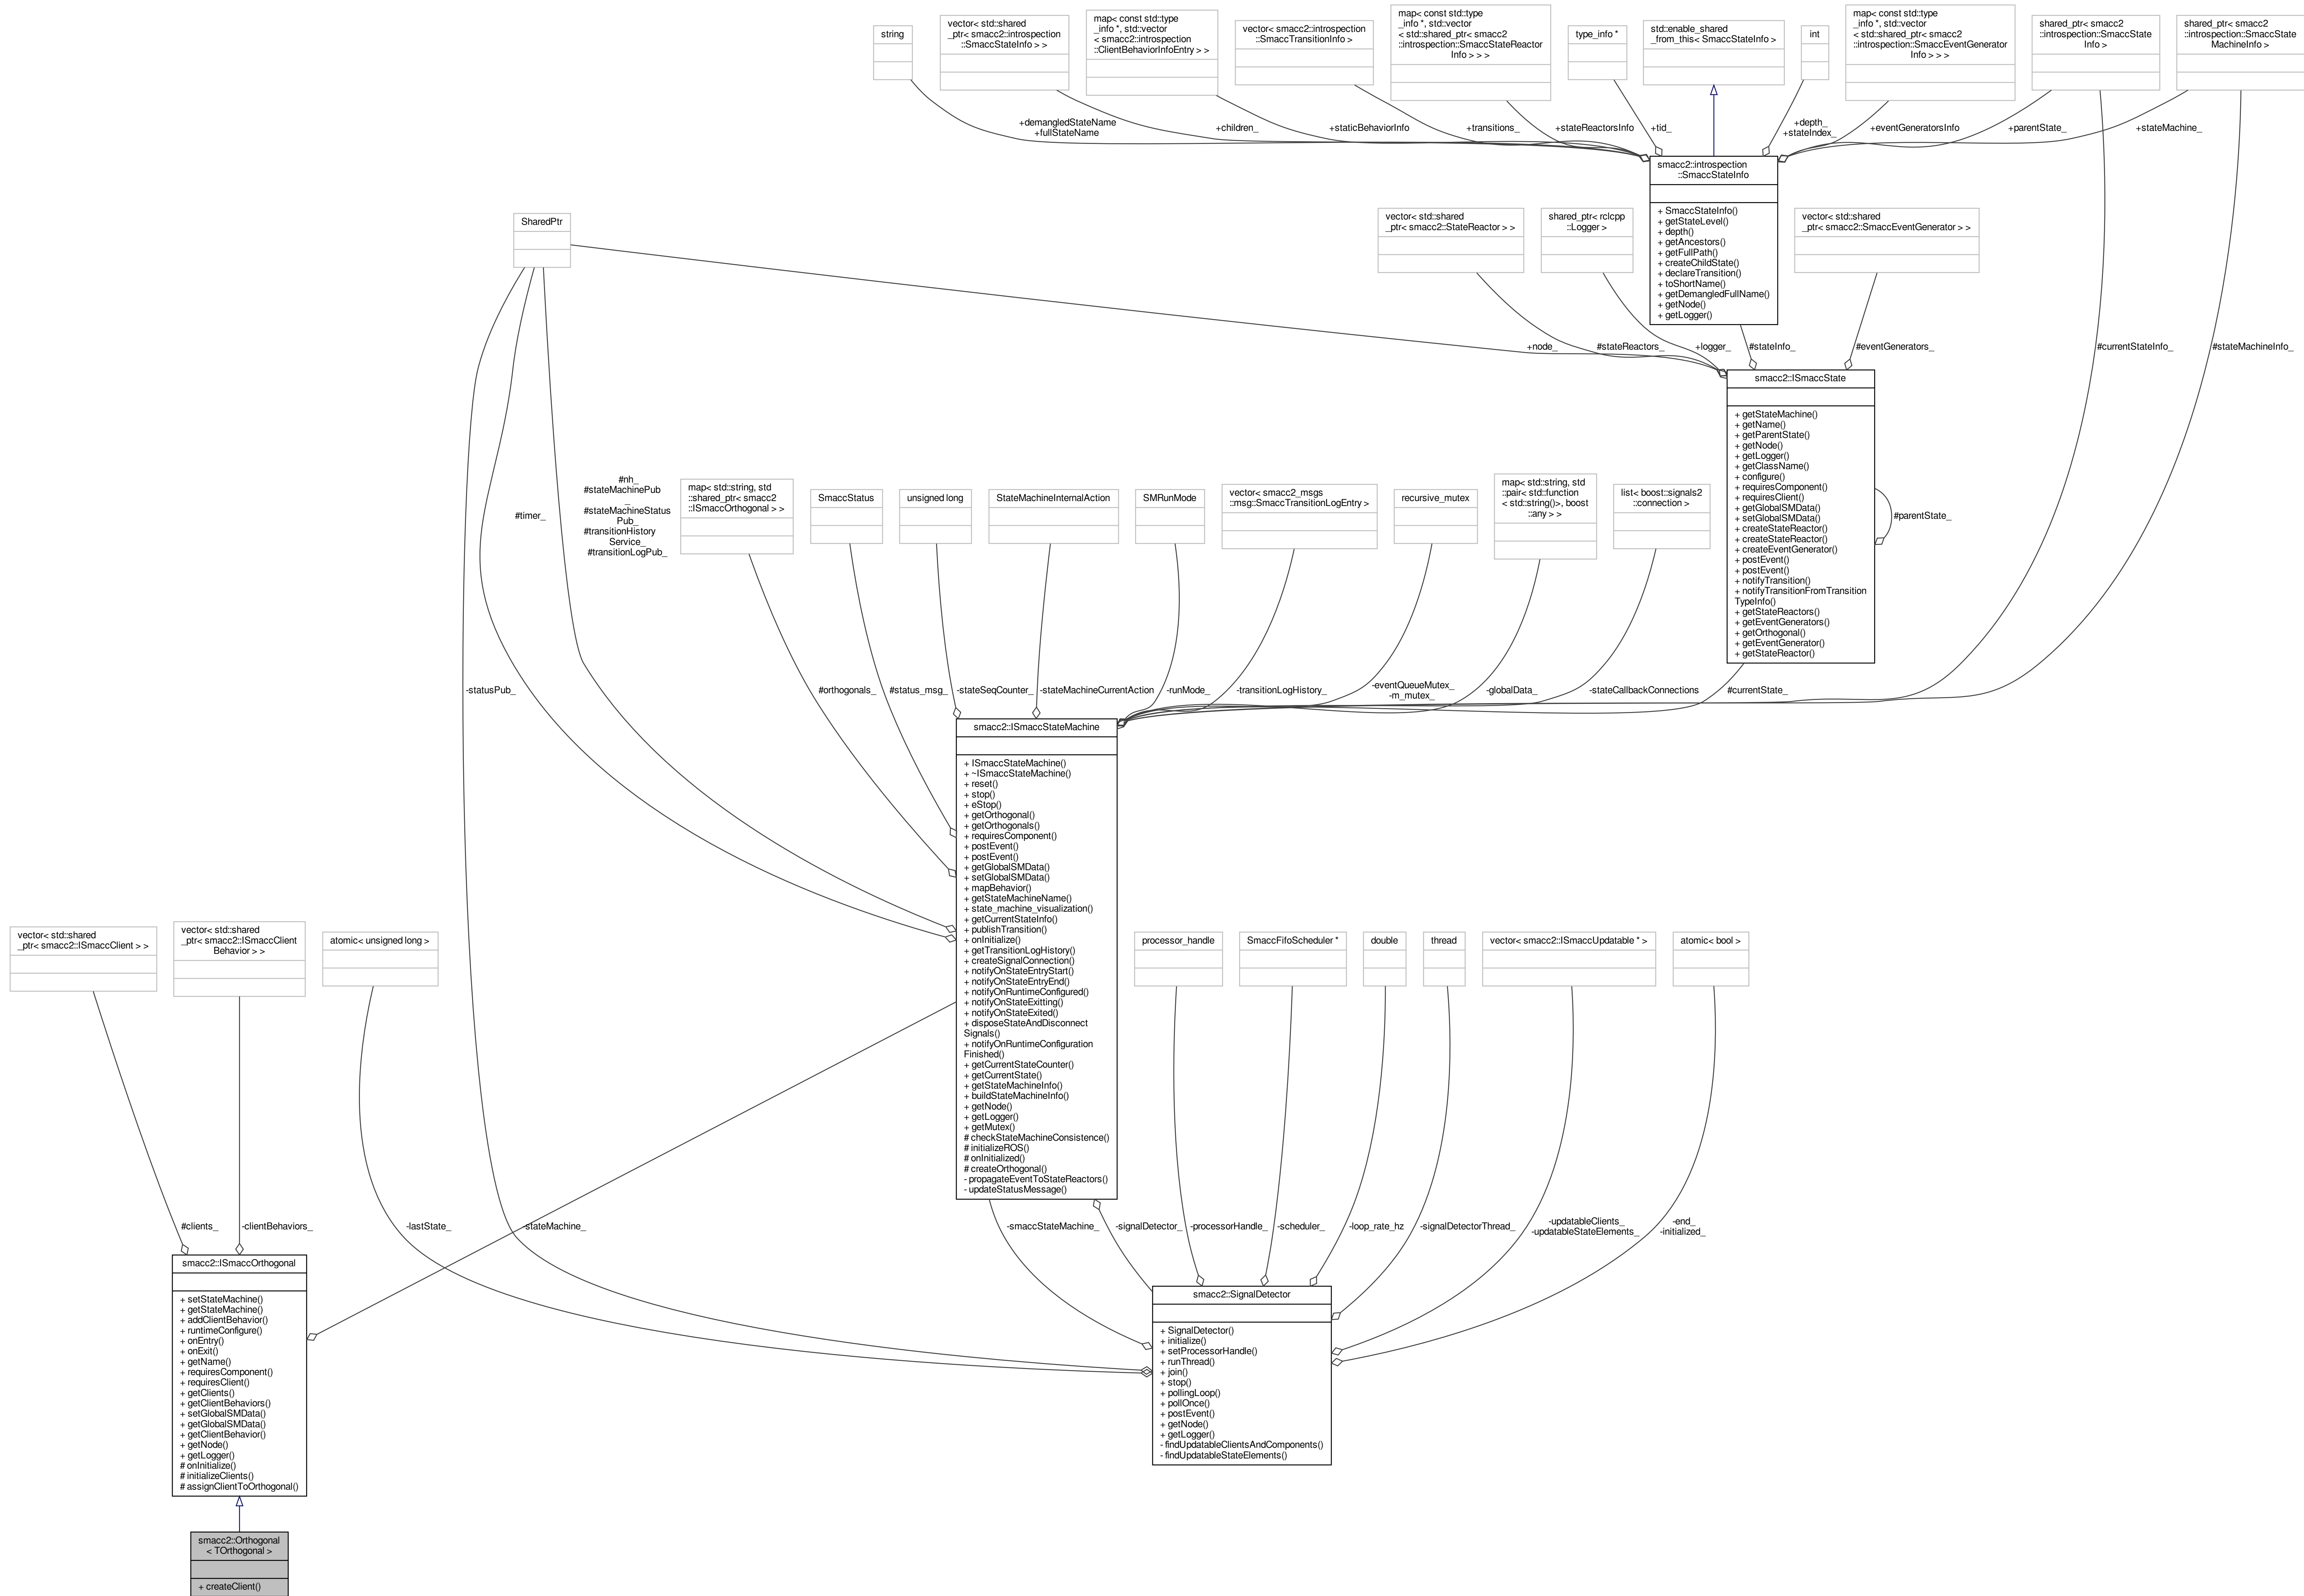 string
vector< std::shared
_ptr< smacc2::introspection
::SmaccStateInfo > >
map< const std::type
_info *, std::vector
< smacc2::introspection
::ClientBehaviorInfoEntry > >
vector< smacc2::introspection
::SmaccTransitionInfo >
map< const std::type
_info *, std::vector
< std::shared_ptr< smacc2
::introspection::SmaccStateReactor
Info > > >
type_info *
std::enable_shared
_from_this< SmaccStateInfo >
int
map< const std::type
_info *, std::vector
< std::shared_ptr< smacc2
::introspection::SmaccEventGenerator
Info > > >
shared_ptr< smacc2
::introspection::SmaccState
Info >
shared_ptr< smacc2
::introspection::SmaccState
MachineInfo >
+demangledStateName
+fullStateName
+children_
+staticBehaviorInfo
+transitions_
+stateReactorsInfo
+tid_
+depth_
+stateIndex_
+eventGeneratorsInfo
+parentState_
+stateMachine_
smacc2::introspection
::SmaccStateInfo
+ SmaccStateInfo()
+ getStateLevel()
+ depth()
+ getAncestors()
+ getFullPath()
+ createChildState()
+ declareTransition()
+ toShortName()
+ getDemangledFullName()
+ getNode()
+ getLogger()
SharedPtr
vector< std::shared
_ptr< smacc2::StateReactor > >
shared_ptr< rclcpp
::Logger >
vector< std::shared
_ptr< smacc2::SmaccEventGenerator > >
+node_
#stateReactors_
+logger_
#stateInfo_
#eventGenerators_
#currentStateInfo_
#stateMachineInfo_
smacc2::ISmaccState
+ getStateMachine()
+ getName()
+ getParentState()
+ getNode()
+ getLogger()
+ getClassName()
+ configure()
+ requiresComponent()
+ requiresClient()
+ getGlobalSMData()
+ setGlobalSMData()
+ createStateReactor()
+ createStateReactor()
+ createEventGenerator()
+ postEvent()
+ postEvent()
+ notifyTransition()
+ notifyTransitionFromTransition
TypeInfo()
+ getStateReactors()
+ getEventGenerators()
+ getOrthogonal()
+ getEventGenerator()
+ getStateReactor()
#parentState_
#timer_
#nh_
#stateMachinePub
_
#stateMachineStatus
Pub_
#transitionHistory
Service_
#transitionLogPub_
map< std::string, std
::shared_ptr< smacc2
::ISmaccOrthogonal > >
SmaccStatus
unsigned long
StateMachineInternalAction
SMRunMode
vector< smacc2_msgs
::msg::SmaccTransitionLogEntry >
recursive_mutex
map< std::string, std
::pair< std::function
< std::string()>, boost
::any > >
list< boost::signals2
::connection >
-statusPub_
#orthogonals_
#status_msg_
-stateSeqCounter_
-stateMachineCurrentAction
-runMode_
-transitionLogHistory_
-eventQueueMutex_
-m_mutex_
-globalData_
-stateCallbackConnections
#currentState_
smacc2::ISmaccStateMachine
+ ISmaccStateMachine()
+ ~ISmaccStateMachine()
+ reset()
+ stop()
+ eStop()
+ getOrthogonal()
+ getOrthogonals()
+ requiresComponent()
+ postEvent()
+ postEvent()
+ getGlobalSMData()
+ setGlobalSMData()
+ mapBehavior()
+ getStateMachineName()
+ state_machine_visualization()
+ getCurrentStateInfo()
+ publishTransition()
+ onInitialize()
+ getTransitionLogHistory()
+ createSignalConnection()
+ notifyOnStateEntryStart()
+ notifyOnStateEntryEnd()
+ notifyOnRuntimeConfigured()
+ notifyOnStateExitting()
+ notifyOnStateExited()
+ disposeStateAndDisconnect
Signals()
+ notifyOnRuntimeConfiguration
Finished()
+ getCurrentStateCounter()
+ getCurrentState()
+ getStateMachineInfo()
+ buildStateMachineInfo()
+ getNode()
+ getLogger()
+ getMutex()
# checkStateMachineConsistence()
# initializeROS()
# onInitialized()
# createOrthogonal()
- propagateEventToStateReactors()
- updateStatusMessage()
vector< std::shared
_ptr< smacc2::ISmaccClient > >
vector< std::shared
_ptr< smacc2::ISmaccClient
Behavior > >
atomic< unsigned long >
processor_handle
SmaccFifoScheduler *
double
thread
vector< smacc2::ISmaccUpdatable * >
atomic< bool >
#clients_
-clientBehaviors_
-lastState_
-stateMachine_
-smaccStateMachine_
-signalDetector_
-processorHandle_
-scheduler_
-loop_rate_hz
-signalDetectorThread_
-updatableClients_
-updatableStateElements_
-end_
-initialized_
smacc2::ISmaccOrthogonal
+ setStateMachine()
+ getStateMachine()
+ addClientBehavior()
+ runtimeConfigure()
+ onEntry()
+ onExit()
+ getName()
+ requiresComponent()
+ requiresClient()
+ getClients()
+ getClientBehaviors()
+ setGlobalSMData()
+ getGlobalSMData()
+ getClientBehavior()
+ getNode()
+ getLogger()
# onInitialize()
# initializeClients()
# assignClientToOrthogonal()
smacc2::SignalDetector
+ SignalDetector()
+ initialize()
+ setProcessorHandle()
+ runThread()
+ join()
+ stop()
+ pollingLoop()
+ pollOnce()
+ postEvent()
+ getNode()
+ getLogger()
- findUpdatableClientsAndComponents()
- findUpdatableStateElements()
smacc2::Orthogonal
< TOrthogonal >
+ createClient()